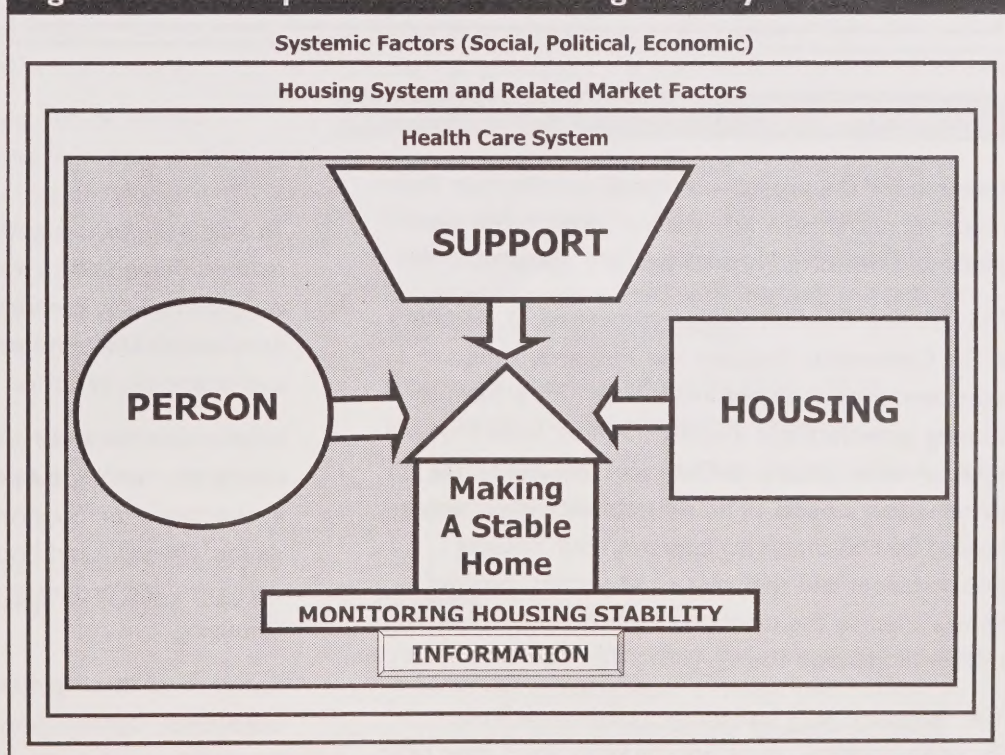 Systemic Factors (Social, Political, Economic)
Housing System and Related Market Factors
Health Care System
SUPPORT
PERSON
HOUSING
Making
A Stable
Home
MONITORING HOUSING STABILITY
INFORMATION